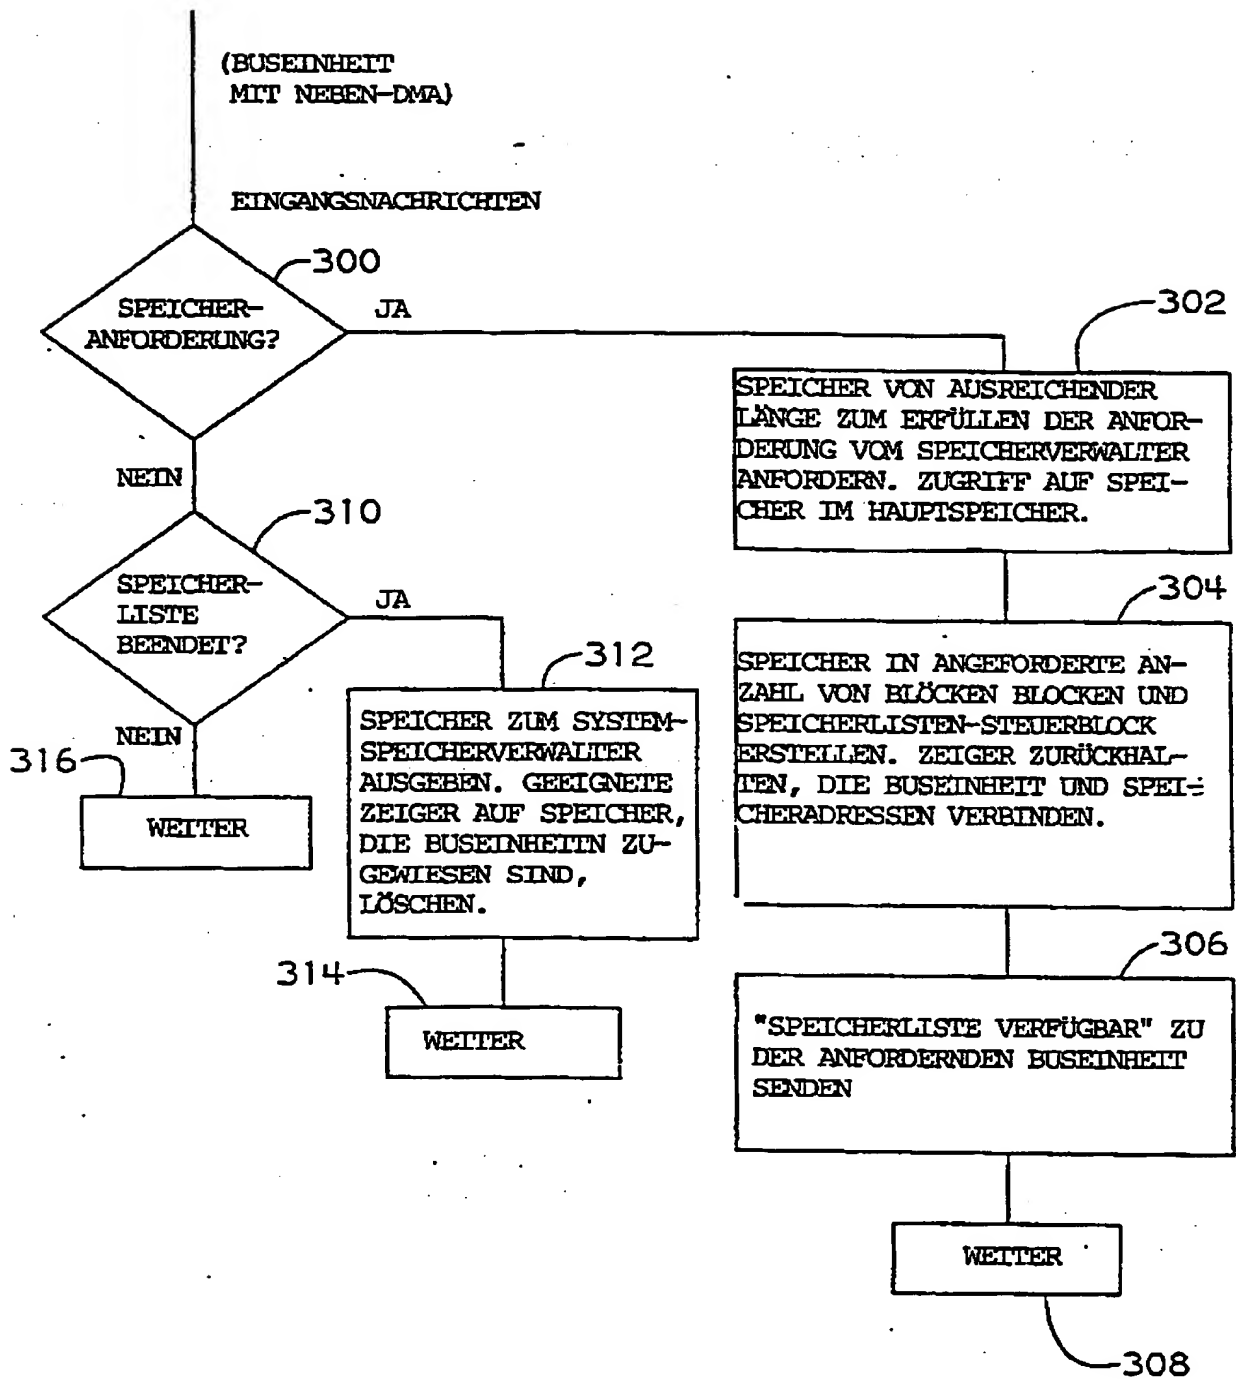 (BUSEINHEIT
MIT NEBEN-DMA)
EINGANGSNACHRICHTEN
300
SPEICHER-
ANFORDERUNG?
JA
302
SPEICHER VON AUSREICHENDER
LÄNGE ZUM ERFÜLLEN DER ANFOR-
DERUNG VOM SPEICHERVERWALTER
ANFORDERN. ZUGRIFF AUF SPEI-
CHER IM HAUPTSPEICHER.
NEIN
310
SPEICHER-
LISTE
BEENDET?
JA
304
SPEICHER IN ANGEFORDERTE AN-
ZAHL VON BLÖCKEN BLOCKEN UND
SPEICHERLISTEN-STEUERBLOCK
ERSTELLEN. ZEIGER ZURÜCKHAL-
TEN, DIE BUSEINHEIT UND SPEI-
CHERADRESSEN VERBINDEN.
312
SPEICHER ZUM SYSTEM-
SPEICHERVERWALTER
AUSGEBEN. GEEIGNETE
ZEIGER AUF SPEICHER,
DIE BUSEINHEITN ZU-
GEWIESEN SIND,
LÖSCHEN.
NEIN
316
WEITER
314
WEITER
306
"SPEICHERLISTE VERFÜGBAR" ZU
DER ANFORDERNDEN BUSEINHEIT
SENDEN
WEITER
308